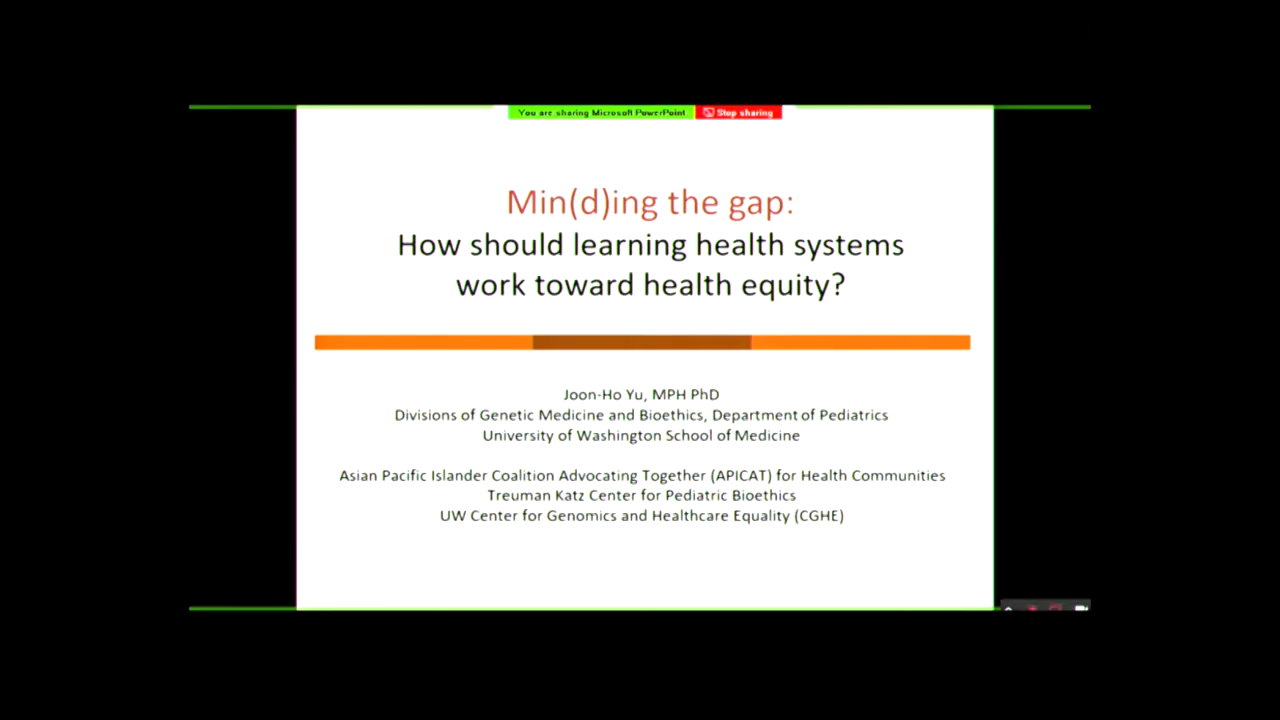 You are sharing Microsoft PowerPoint Stop sharing
Min(d)ing the gap:
How should learning health systems
work toward health equity?
Joon-Ho Yu, MPH PhD
Divisions of Genetic Medicine and Bioethics, Department of Pediatrics
University of Washington School of Medicine
Asian Pacific Islander Coalition Advocating Together (APICAT) for Health Communities
Treuman Katz Center for Pediatric Bioethics
UW Center for Genomics and Healthcare Equality (CGHE)